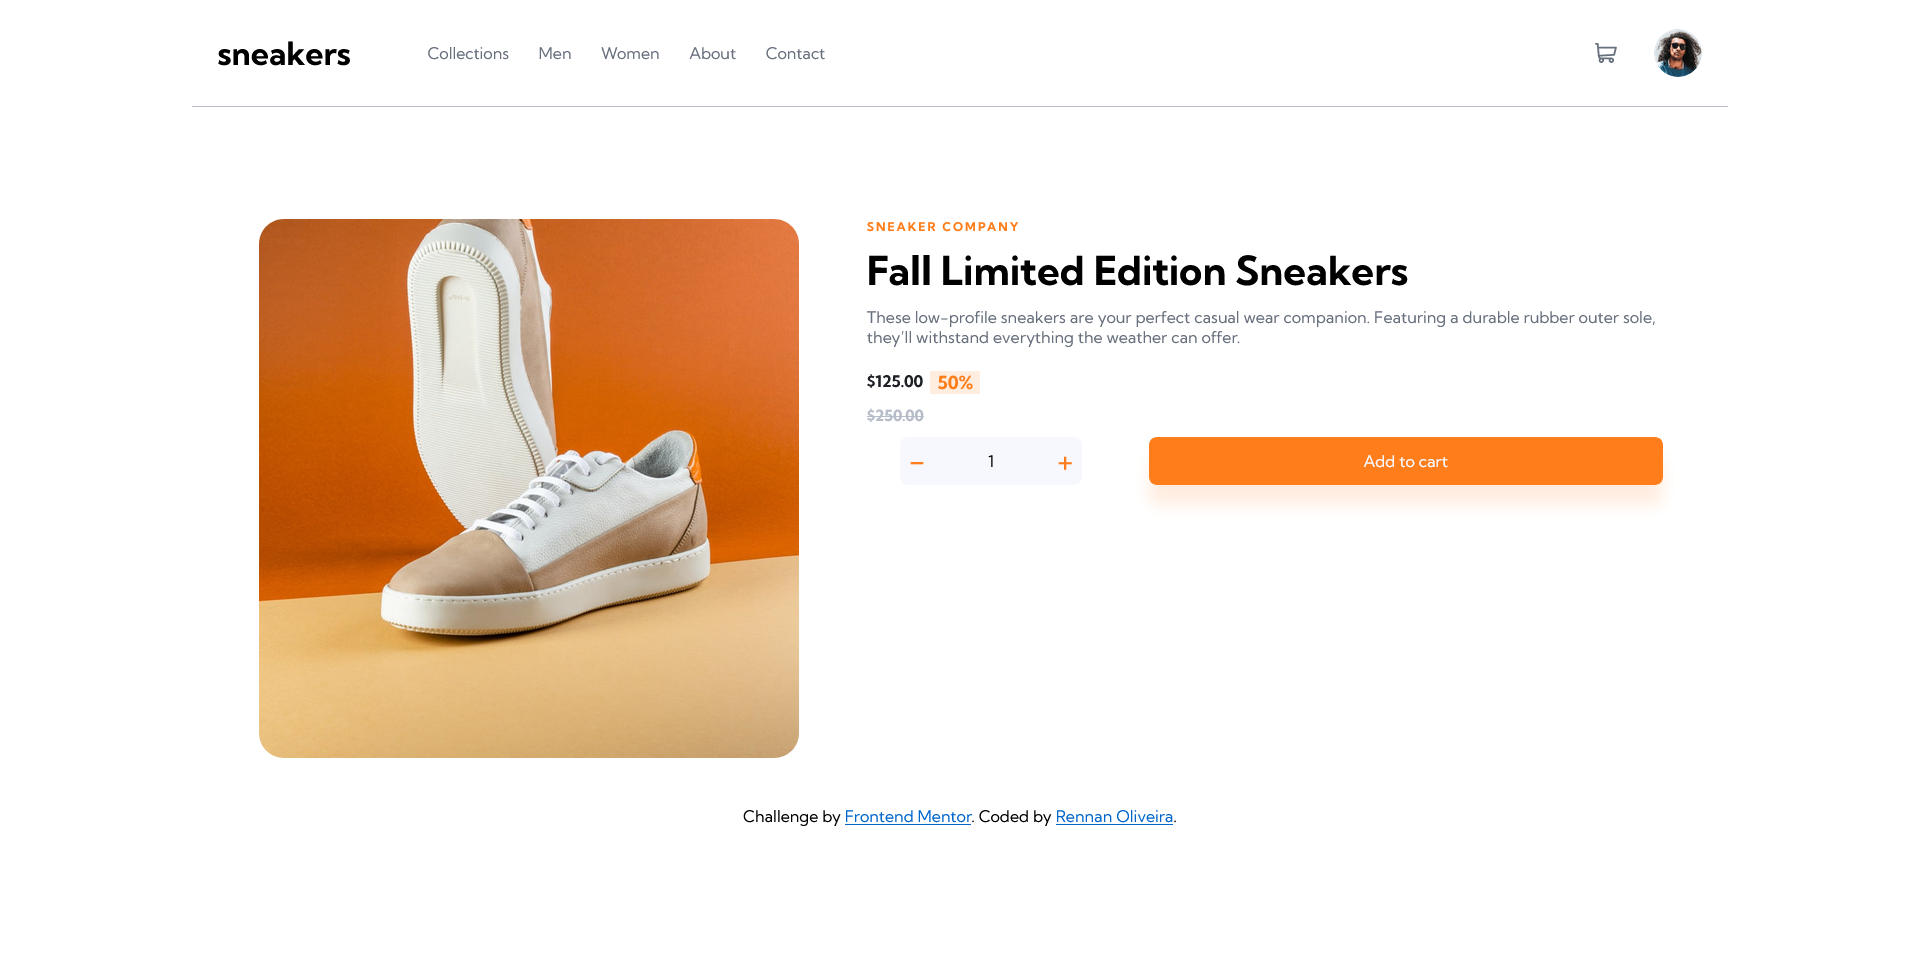 sneakers
Collections Men Women About Contact
SNEAKER COMPANY
Fall Limited Edition Sneakers
These low-profile sneakers are your perfect casual wear companion. Featuring a durable rubber outer sole,
they'll withstand everything the weather can offer.
$125.00 50%
$250.00
− 1 +
Add to cart
Challenge by Frontend Mentor. Coded by Rennan Oliveira.